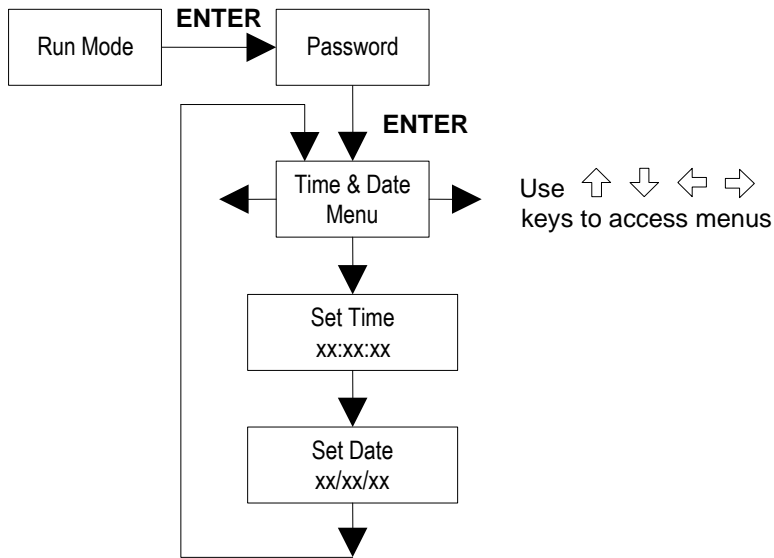 ENTER
Run Mode
Password
ENTER
Time & Date
Menu
Use
keys to access menus
Set Time
xx:xx:xx
Set Date
xx/xx/xx